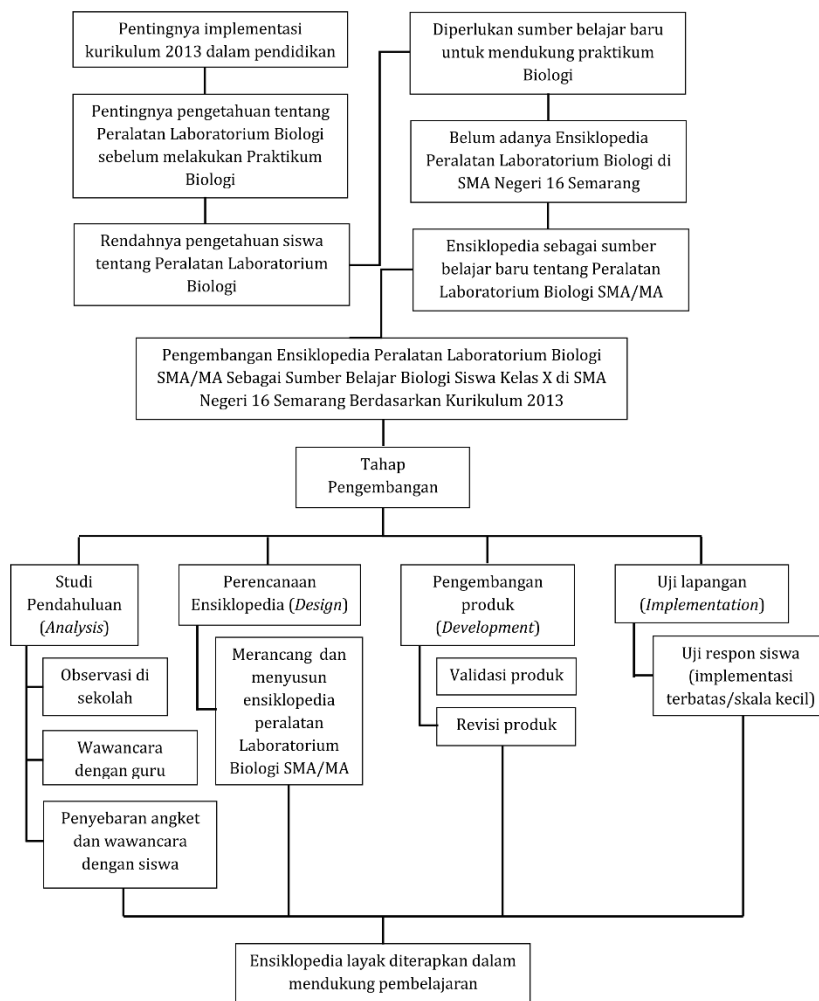 Pentingnya implementasi
kurikulum 2013 dalam pendidikan
Pentingnya pengetahuan tentang
Peralatan Laboratorium Biologi
sebelum melakukan Praktikum
Biologi
Rendahnya pengetahuan siswa
tentang Peralatan Laboratorium
Biologi
Diperlukan sumber belajar baru
untuk mendukung praktikum
Biologi
Belum adanya Ensiklopedia
Peralatan Laboratorium Biologi di
SMA Negeri 16 Semarang
Ensiklopedia sebagai sumber
belajar baru tentang Peralatan
Laboratorium Biologi SMA/MA
Pengembangan Ensiklopedia Peralatan Laboratorium Biologi
SMA/MA Sebagai Sumber Belajar Biologi Siswa Kelas X di SMA
Negeri 16 Semarang Berdasarkan Kurikulum 2013
Tahap
Pengembangan
Studi
Pendahuluan
(Analysis)
Observasi di
sekolah
Wawancara
dengan guru
Penyebaran angket
dan wawancara
dengan siswa
Perencanaan
Ensiklopedia (Design)
Merancang dan
menyusun
ensiklopedia
peralatan
Laboratorium
Biologi SMA/MA
Pengembangan
produk
(Development)
Validasi produk
Revisi produk
Uji lapangan
(Implementation)
Uji respon siswa
(implementasi
terbatas/skala kecil)
Ensiklopedia layak diterapkan dalam
mendukung pembelajaran